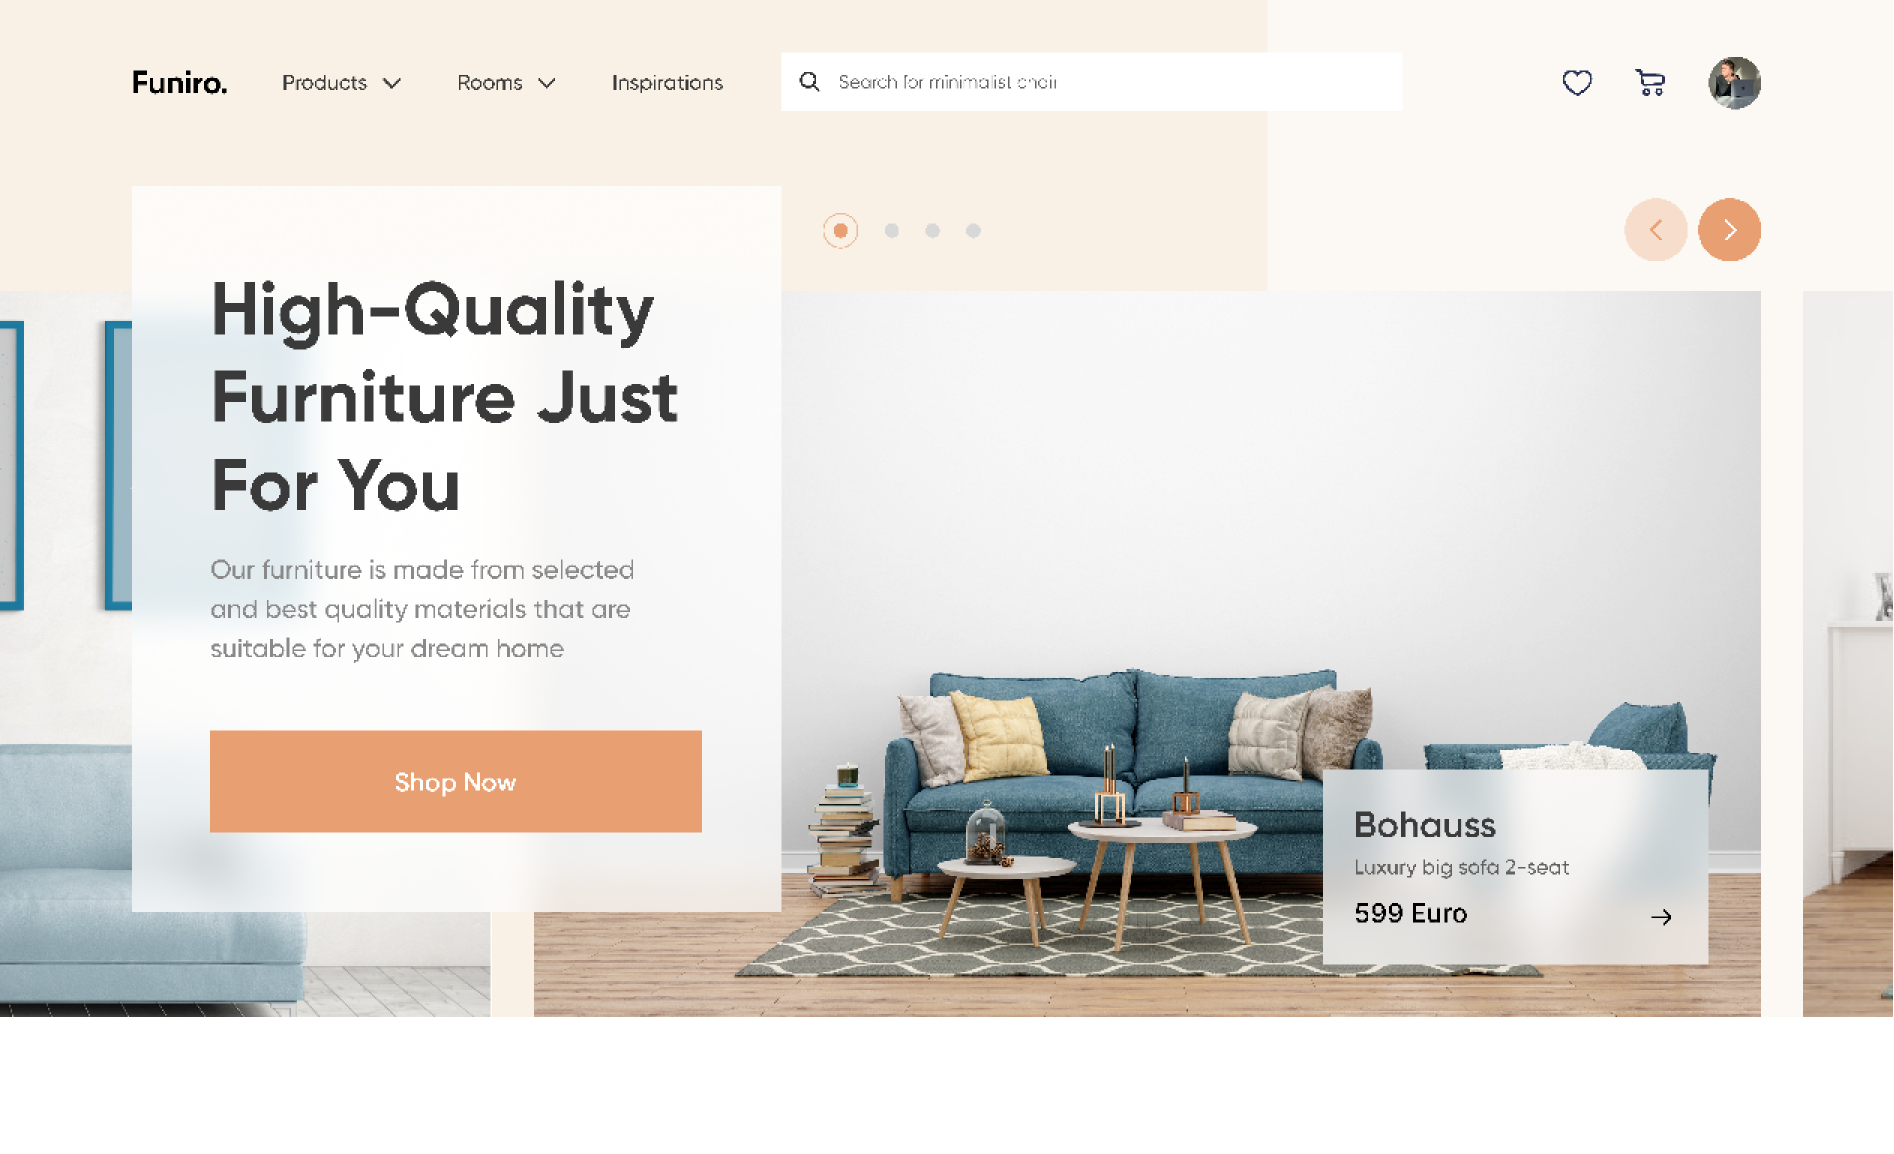 Funiro.
Products
Rooms
Inspirations
Search for minimalist chair
High-Quality
Furniture Just
For You
Our furniture is made from selected
and best quality materials that are
suitable for your dream home
Shop Now
Bohauss
Luxury big sofa 2-seat
599 Euro